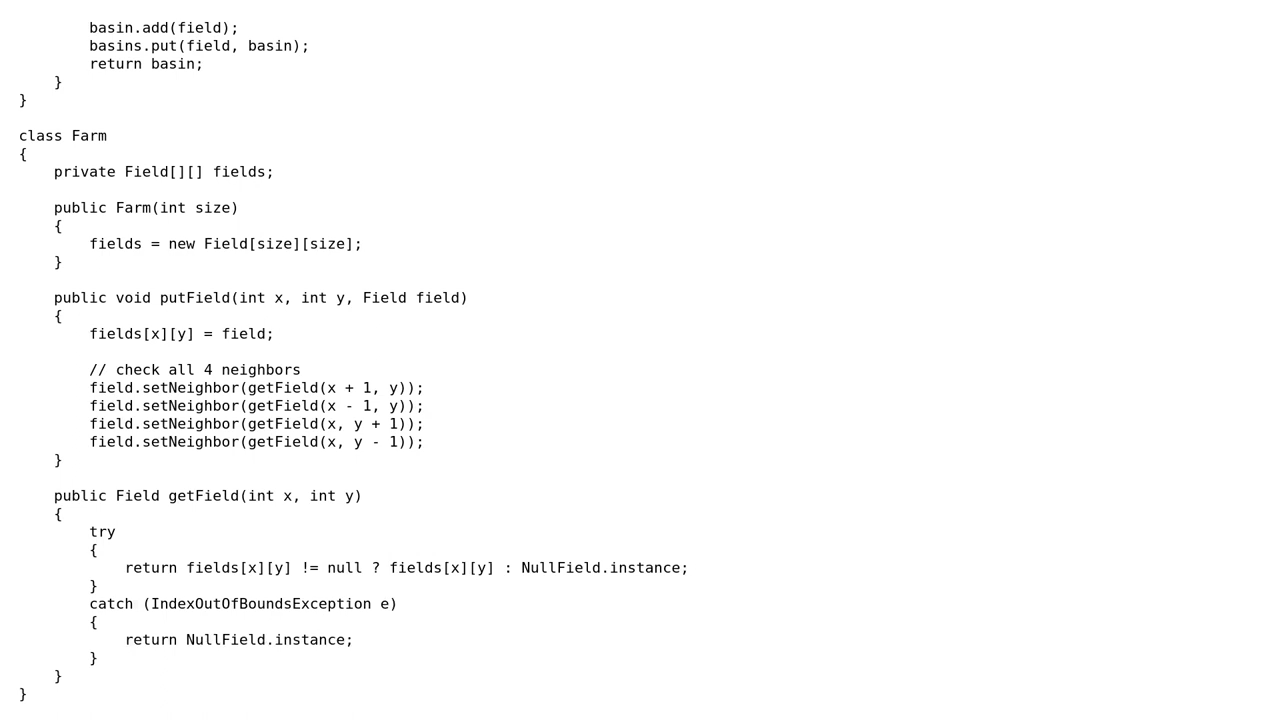 basin.add(field);
        basins.put(field, basin);
        return basin;
    }
}

class Farm
{
    private Field[][] fields;

    public Farm(int size)
    {
        fields = new Field[size][size];
    }

    public void putField(int x, int y, Field field)
    {
        fields[x][y] = field;

        // check all 4 neighbors
        field.setNeighbor(getField(x + 1, y));
        field.setNeighbor(getField(x - 1, y));
        field.setNeighbor(getField(x, y + 1));
        field.setNeighbor(getField(x, y - 1));
    }

    public Field getField(int x, int y)
    {
        try
        {
            return fields[x][y] != null ? fields[x][y] : NullField.instance;
        }
        catch (IndexOutOfBoundsException e)
        {
            return NullField.instance;
        }
    }
}